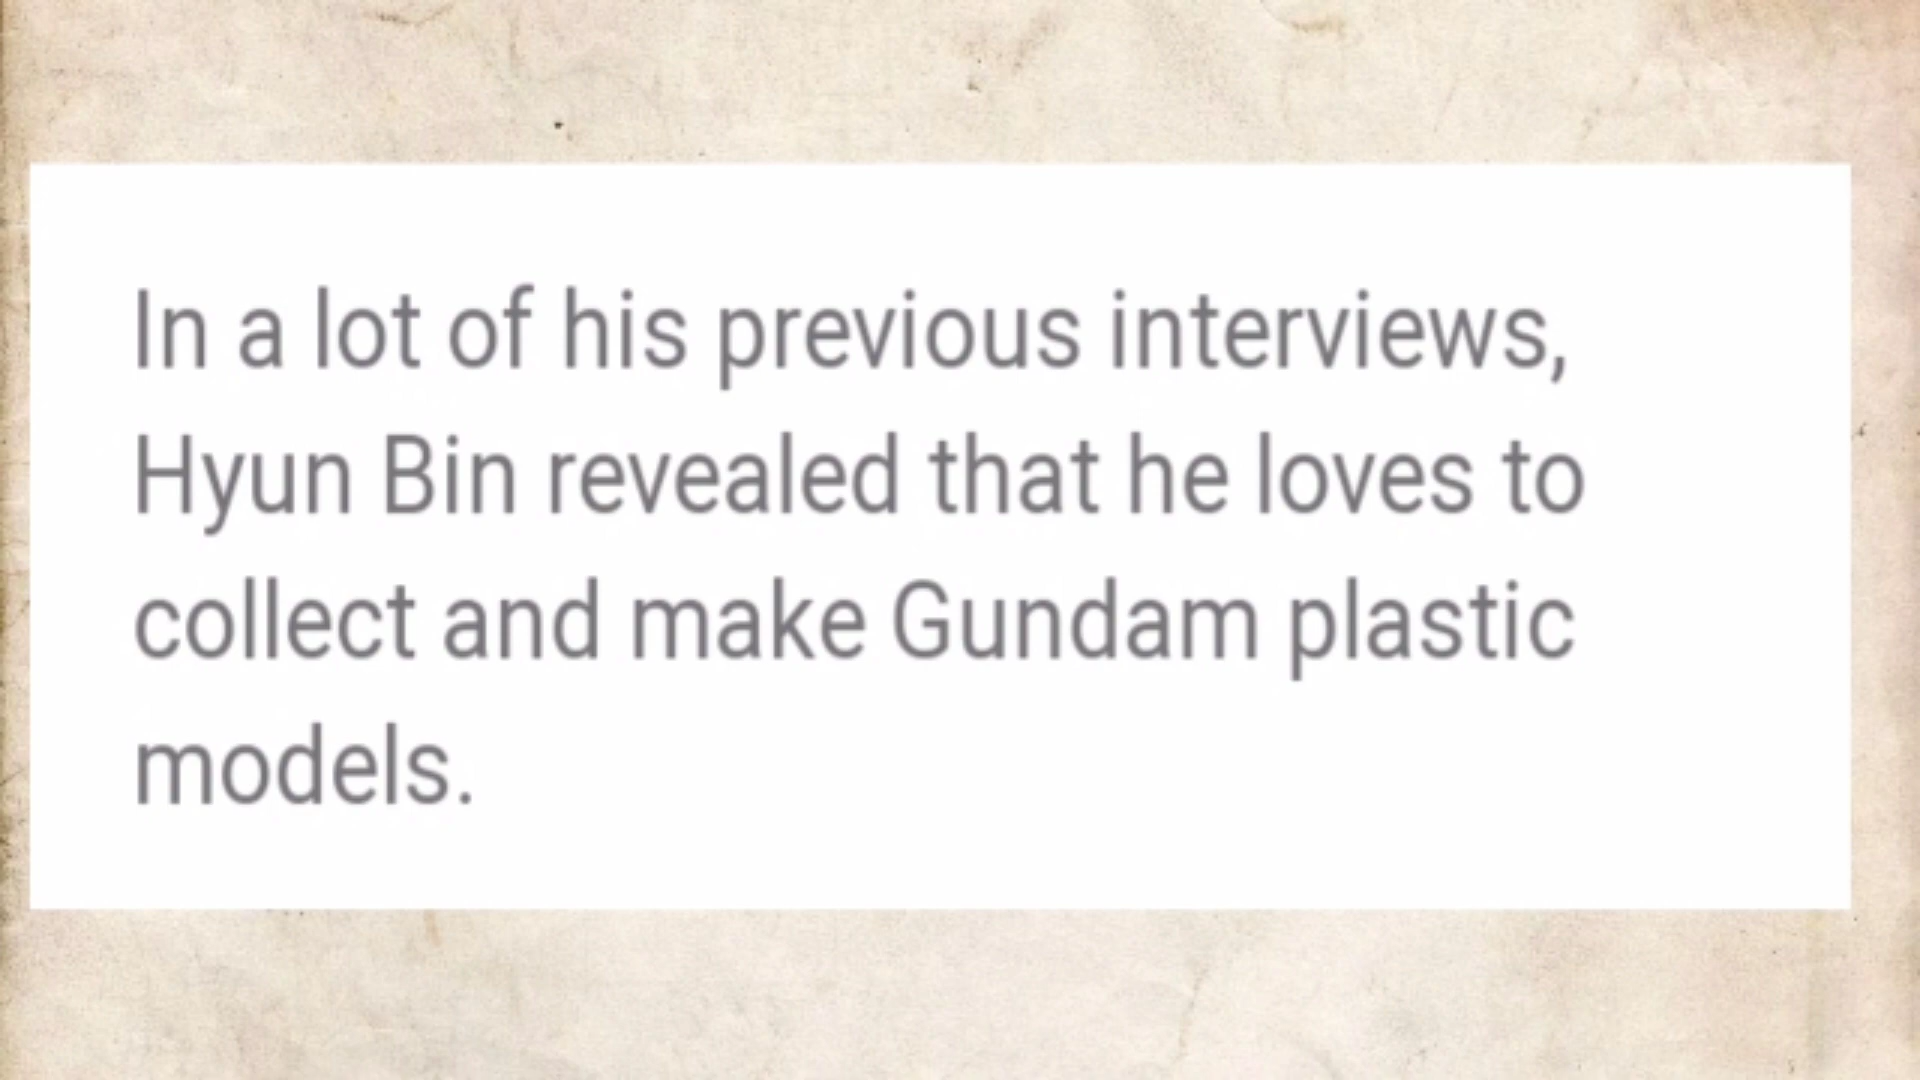 In a lot of his previous interviews,
Hyun Bin revealed that he loves to
collect and make Gundam plastic
models.